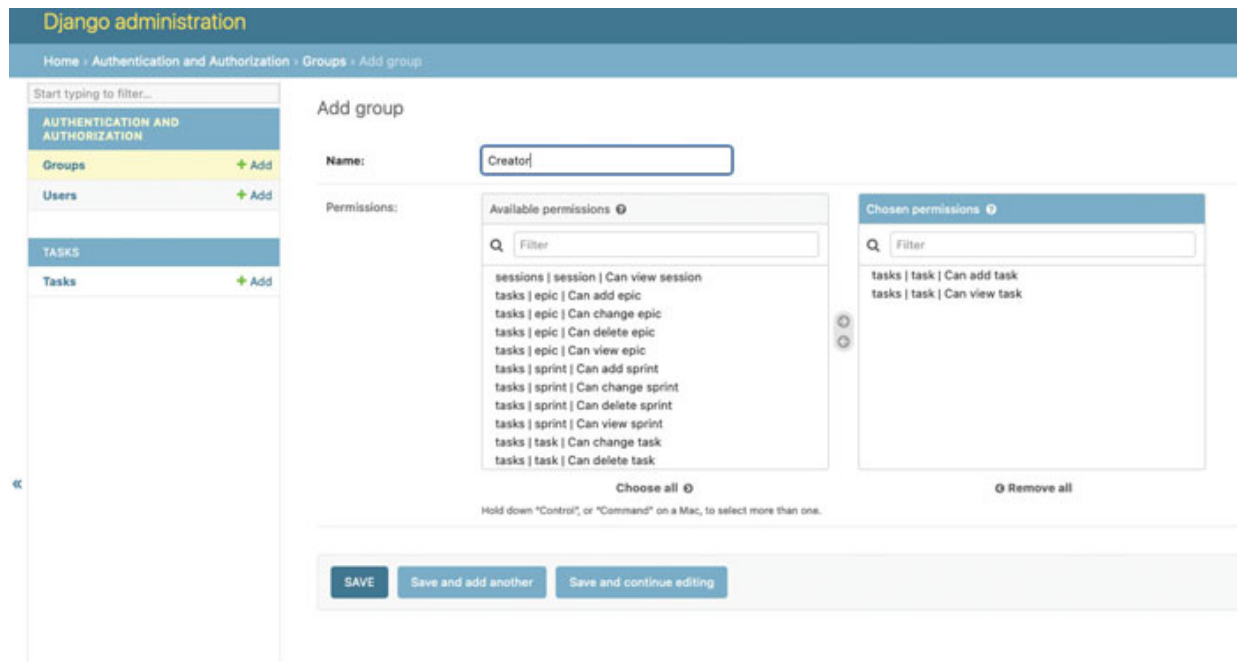 Django administration
Home › Authentication and Authorization › Groups › Add group
Start typing to filter...
AUTHENTICATION AND
AUTHORIZATION
Groups + Add
Users + Add
TASKS
Tasks + Add
«
Add group
Name: Creator
Permissions:
Available permissions
Filter
sessions | session | Can view session
tasks | epic | Can add epic
tasks | epic | Can change epic
tasks | epic | Can delete epic
tasks | epic | Can view epic
tasks | sprint | Can add sprint
tasks | sprint | Can change sprint
tasks | sprint | Can delete sprint
tasks | sprint | Can view sprint
tasks | task | Can change task
tasks | task | Can delete task
Choose all
Hold down "Control", or "Command" on a Mac, to select more than one.
Chosen permissions
Filter
tasks | task | Can add task
tasks | task | Can view task
Remove all
SAVE
Save and add another
Save and continue editing